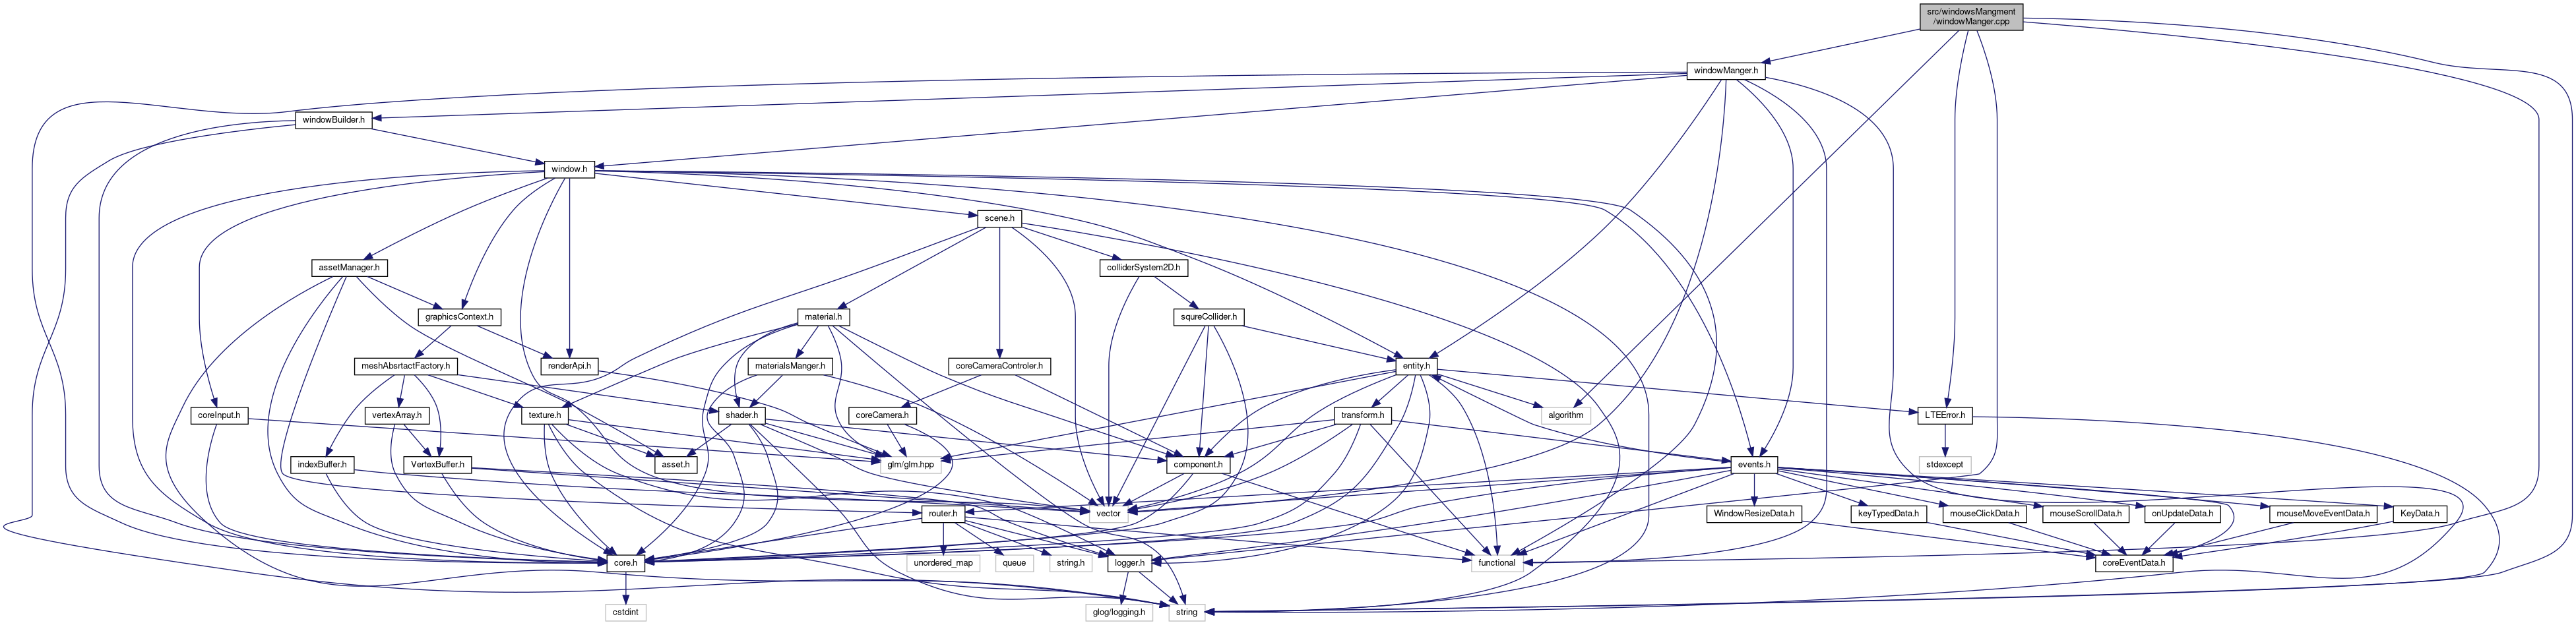 src/windowsMangment
/windowManger.cpp
windowManger.h
windowBuilder.h
window.h
scene.h
assetManager.h
colliderSystem2D.h
graphicsContext.h
material.h
squreCollider.h
meshAbsrtactFactory.h
renderApi.h
materialsManger.h
coreCameraControler.h
entity.h
coreInput.h
vertexArray.h
texture.h
shader.h
coreCamera.h
transform.h
algorithm
LTEError.h
indexBuffer.h
VertexBuffer.h
asset.h
glm/glm.hpp
component.h
events.h
stdexcept
router.h
vector
WindowResizeData.h
keyTypedData.h
mouseClickData.h
mouseScrollData.h
onUpdateData.h
mouseMoveEventData.h
KeyData.h
core.h
unordered_map
queue
string.h
logger.h
functional
coreEventData.h
cstdint
glog/logging.h
string